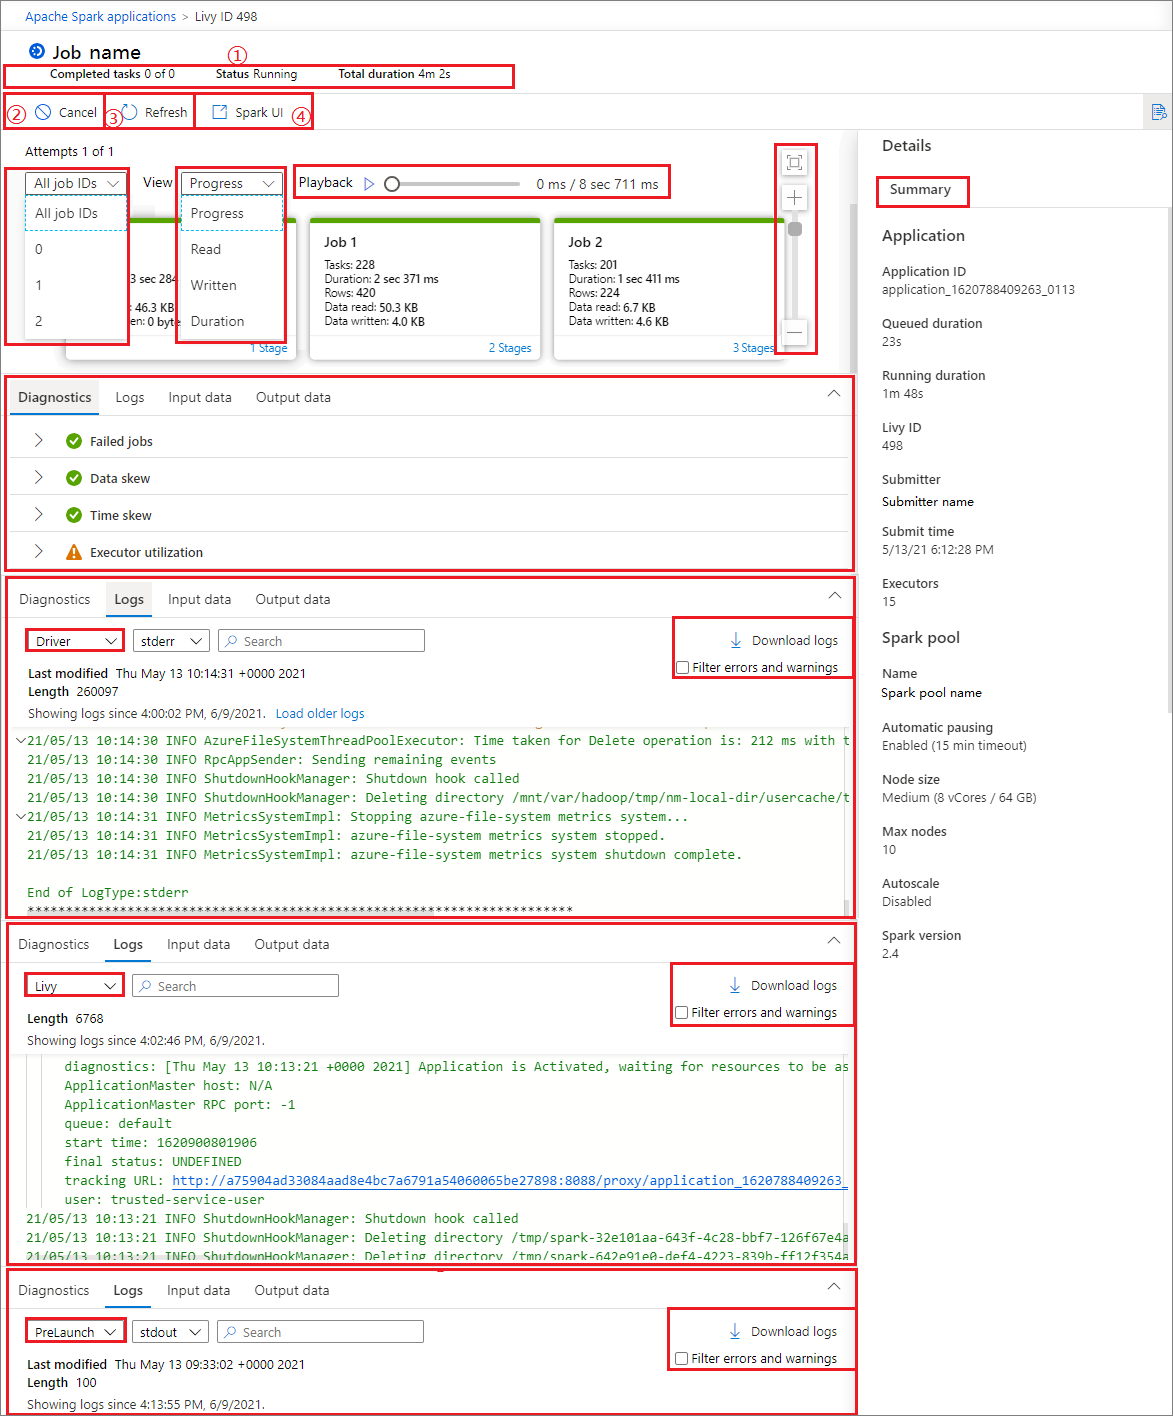 Apache Spark applications > Livy ID 498
Job name
①
Completed tasks 0 of 0 Status Running Total duration 4m 2s
② Cancel ③ Refresh Spark UI ④
Attempts 1 of 1
All job IDs View Progress Playback 0 ms / 8 sec 711 ms
All job IDs
0
1
2
Progress
Read
Written
Duration
3 sec 284
: 46.3 KB
en: 0 byte
1 Stage
Job 1
Tasks: 228
Duration: 2 sec 371 ms
Rows: 420
Data read: 50.3 KB
Data written: 4.0 KB
2 Stages
Job 2
Tasks: 201
Duration: 1 sec 411 ms
Rows: 224
Data read: 6.7 KB
Data written: 4.6 KB
3 Stages
Diagnostics Logs Input data Output data
Failed jobs
Data skew
Time skew
Executor utilization
Diagnostics Logs Input data Output data
Driver stderr Search Download logs
Filter errors and warnings
Last modified Thu May 13 10:14:31 +0000 2021
Length 260097
Showing logs since 4:00:02 PM, 6/9/2021. Load older logs
21/05/13 10:14:30 INFO AzureFileSystemThreadPoolExecutor: Time taken for Delete operation is: 212 ms with t
21/05/13 10:14:30 INFO RpcAppSender: Sending remaining events
21/05/13 10:14:30 INFO ShutdownHookManager: Shutdown hook called
21/05/13 10:14:30 INFO ShutdownHookManager: Deleting directory /mnt/var/hadoop/tmp/nm-local-dir/usercache/t
21/05/13 10:14:31 INFO MetricsSystemImpl: Stopping azure-file-system metrics system...
21/05/13 10:14:31 INFO MetricsSystemImpl: azure-file-system metrics system stopped.
21/05/13 10:14:31 INFO MetricsSystemImpl: azure-file-system metrics system shutdown complete.
End of LogType:stderr
***********************************************************************
Diagnostics Logs Input data Output data
Livy Search Download logs
Filter errors and warnings
Length 6768
Showing logs since 4:02:46 PM, 6/9/2021.
diagnostics: [Thu May 13 10:13:21 +0000 2021] Application is Activated, waiting for resources to be as
ApplicationMaster host: N/A
ApplicationMaster RPC port: -1
queue: default
start time: 1620900801906
final status: UNDEFINED
tracking URL: http://a75904ad33084aad8e4bc7a6791a54060065be27898:8088/proxy/application_1620788409263_
user: trusted-service-user
21/05/13 10:13:21 INFO ShutdownHookManager: Shutdown hook called
21/05/13 10:13:21 INFO ShutdownHookManager: Deleting directory /tmp/spark-32e101aa-643f-4c28-bbf7-126f67e4a
21/05/13 10:13:21 INFO ShutdownHookManager: Deleting directory /tmp/spark-642e91e0-def4-4223-839b-ff12f354a
Diagnostics Logs Input data Output data
PreLaunch stdout Search Download logs
Filter errors and warnings
Last modified Thu May 13 09:33:02 +0000 2021
Length 100
Showing logs since 4:13:55 PM, 6/9/2021.
Details
Summary
Application
Application ID
application_1620788409263_0113
Queued duration
23s
Running duration
1m 48s
Livy ID
498
Submitter
Submitter name
Submit time
5/13/21 6:12:28 PM
Executors
15
Spark pool
Name
Spark pool name
Automatic pausing
Enabled (15 min timeout)
Node size
Medium (8 vCores / 64 GB)
Max nodes
10
Autoscale
Disabled
Spark version
2.4